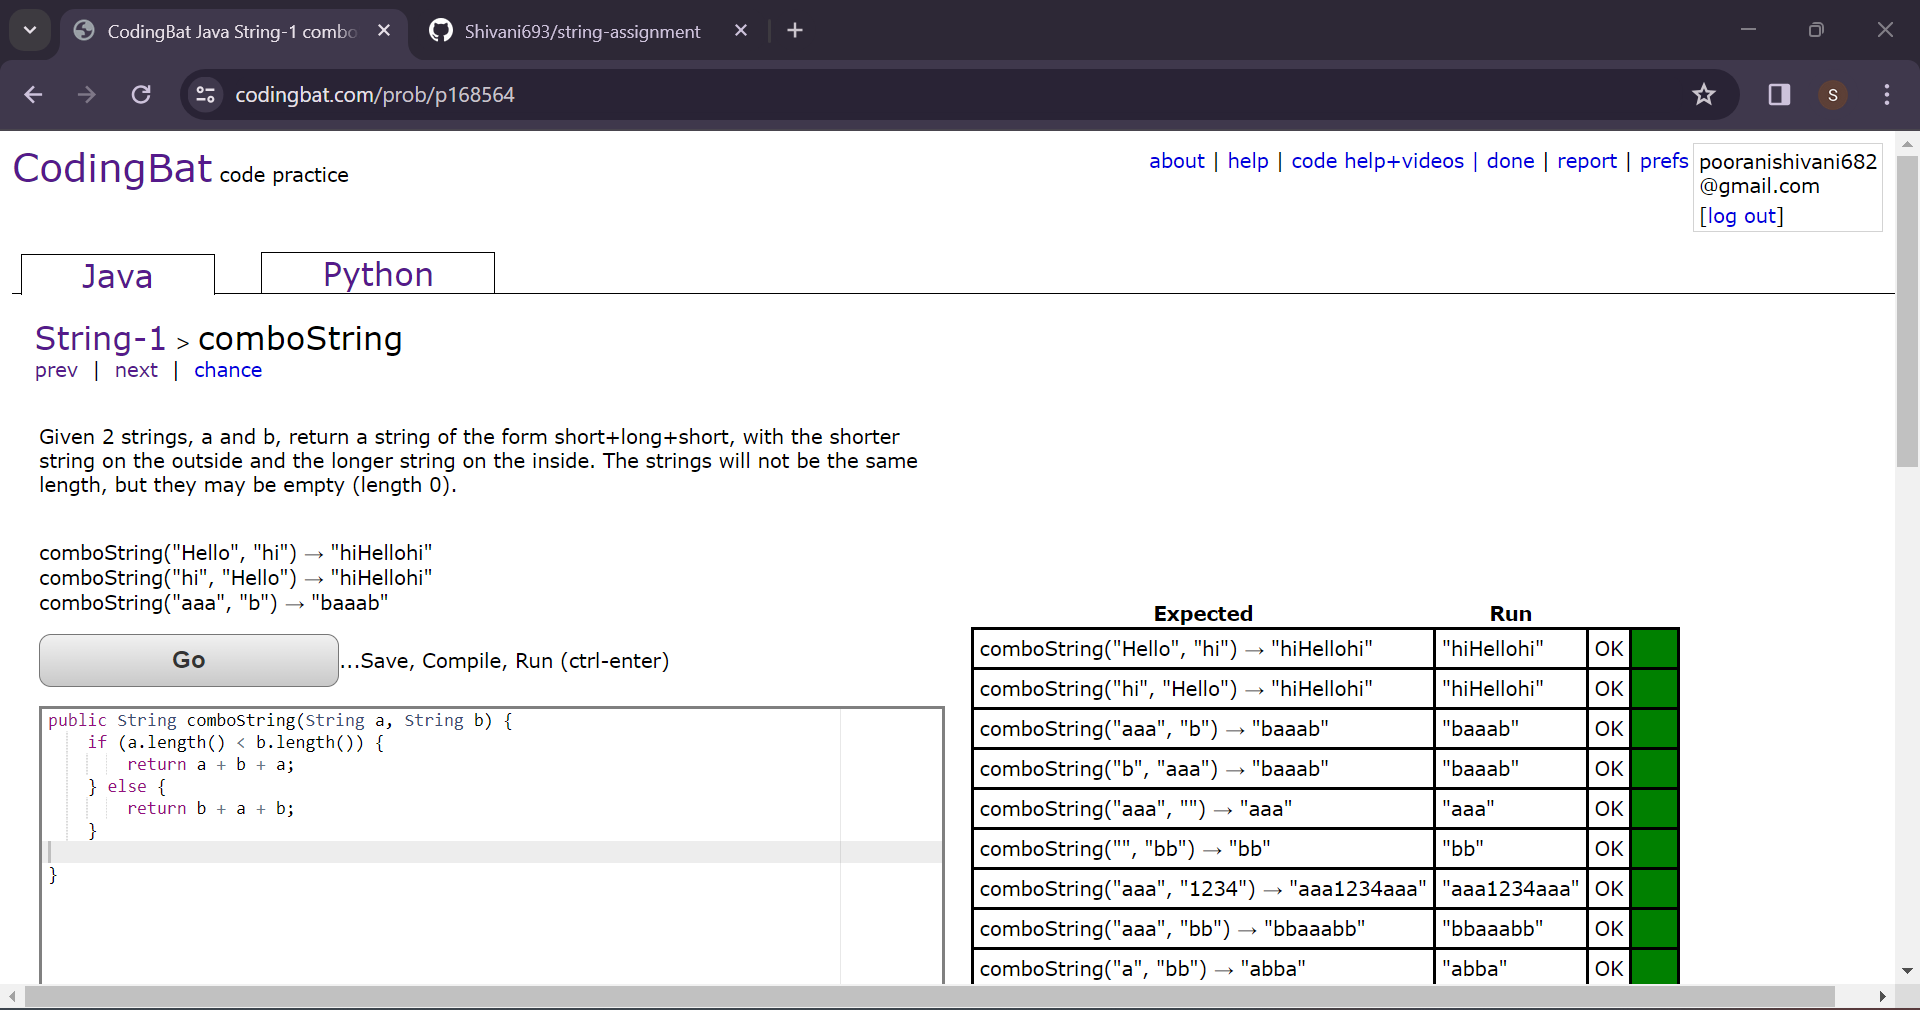 CodingBat Java String-1 combo
Shivani693/string-assignment
codingbat.com/prob/p168564
S
CodingBat code practice
about | help | code help+videos | done | report | prefs
pooranishivani682
@gmail.com
[log out]
Java
Python
String-1 > comboString
prev | next | chance
Given 2 strings, a and b, return a string of the form short+long+short, with the shorter
string on the outside and the longer string on the inside. The strings will not be the same
length, but they may be empty (length 0).
comboString("Hello", "hi") → "hiHellohi"
comboString("hi", "Hello") → "hiHellohi"
comboString("aaa", "b") → "baaab"
Go ...Save, Compile, Run (ctrl-enter)
public String comboString(String a, String b) {
    if (a.length() < b.length()) {
        return a + b + a;
    } else {
        return b + a + b;
    }
}
Expected Run
comboString("Hello", "hi") → "hiHellohi" "hiHellohi" OK
comboString("hi", "Hello") → "hiHellohi" "hiHellohi" OK
comboString("aaa", "b") → "baaab" "baaab" OK
comboString("b", "aaa") → "baaab" "baaab" OK
comboString("aaa", "") → "aaa" "aaa" OK
comboString("", "bb") → "bb" "bb" OK
comboString("aaa", "1234") → "aaa1234aaa" "aaa1234aaa" OK
comboString("aaa", "bb") → "bbaaabb" "bbaaabb" OK
comboString("a", "bb") → "abba" "abba" OK